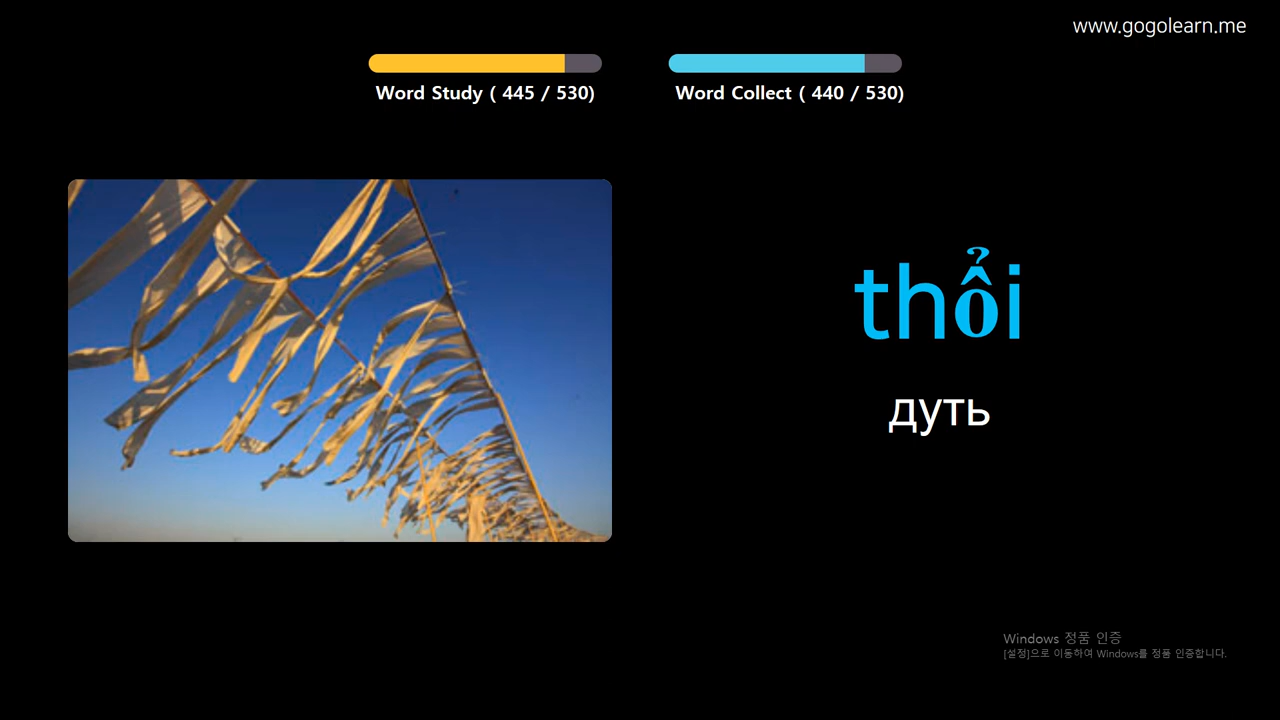 www.gogolearn.me
Word Study ( 445 / 530)
Word Collect ( 440 / 530)
thổi
дуть
Windows 정품 인증
[설정]으로 이동하여 Windows를 정품 인증합니다.